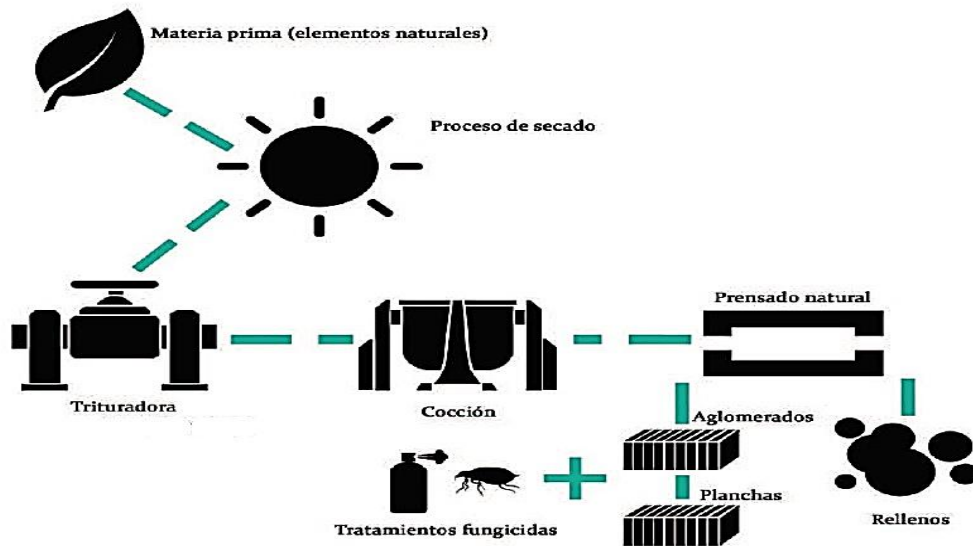 Materia prima (elementos naturales)
Proceso de secado
Prensado natural
Trituradora
Cocción
Aglomerados
Planchas
Tratamientos fungicidas
Rellenos